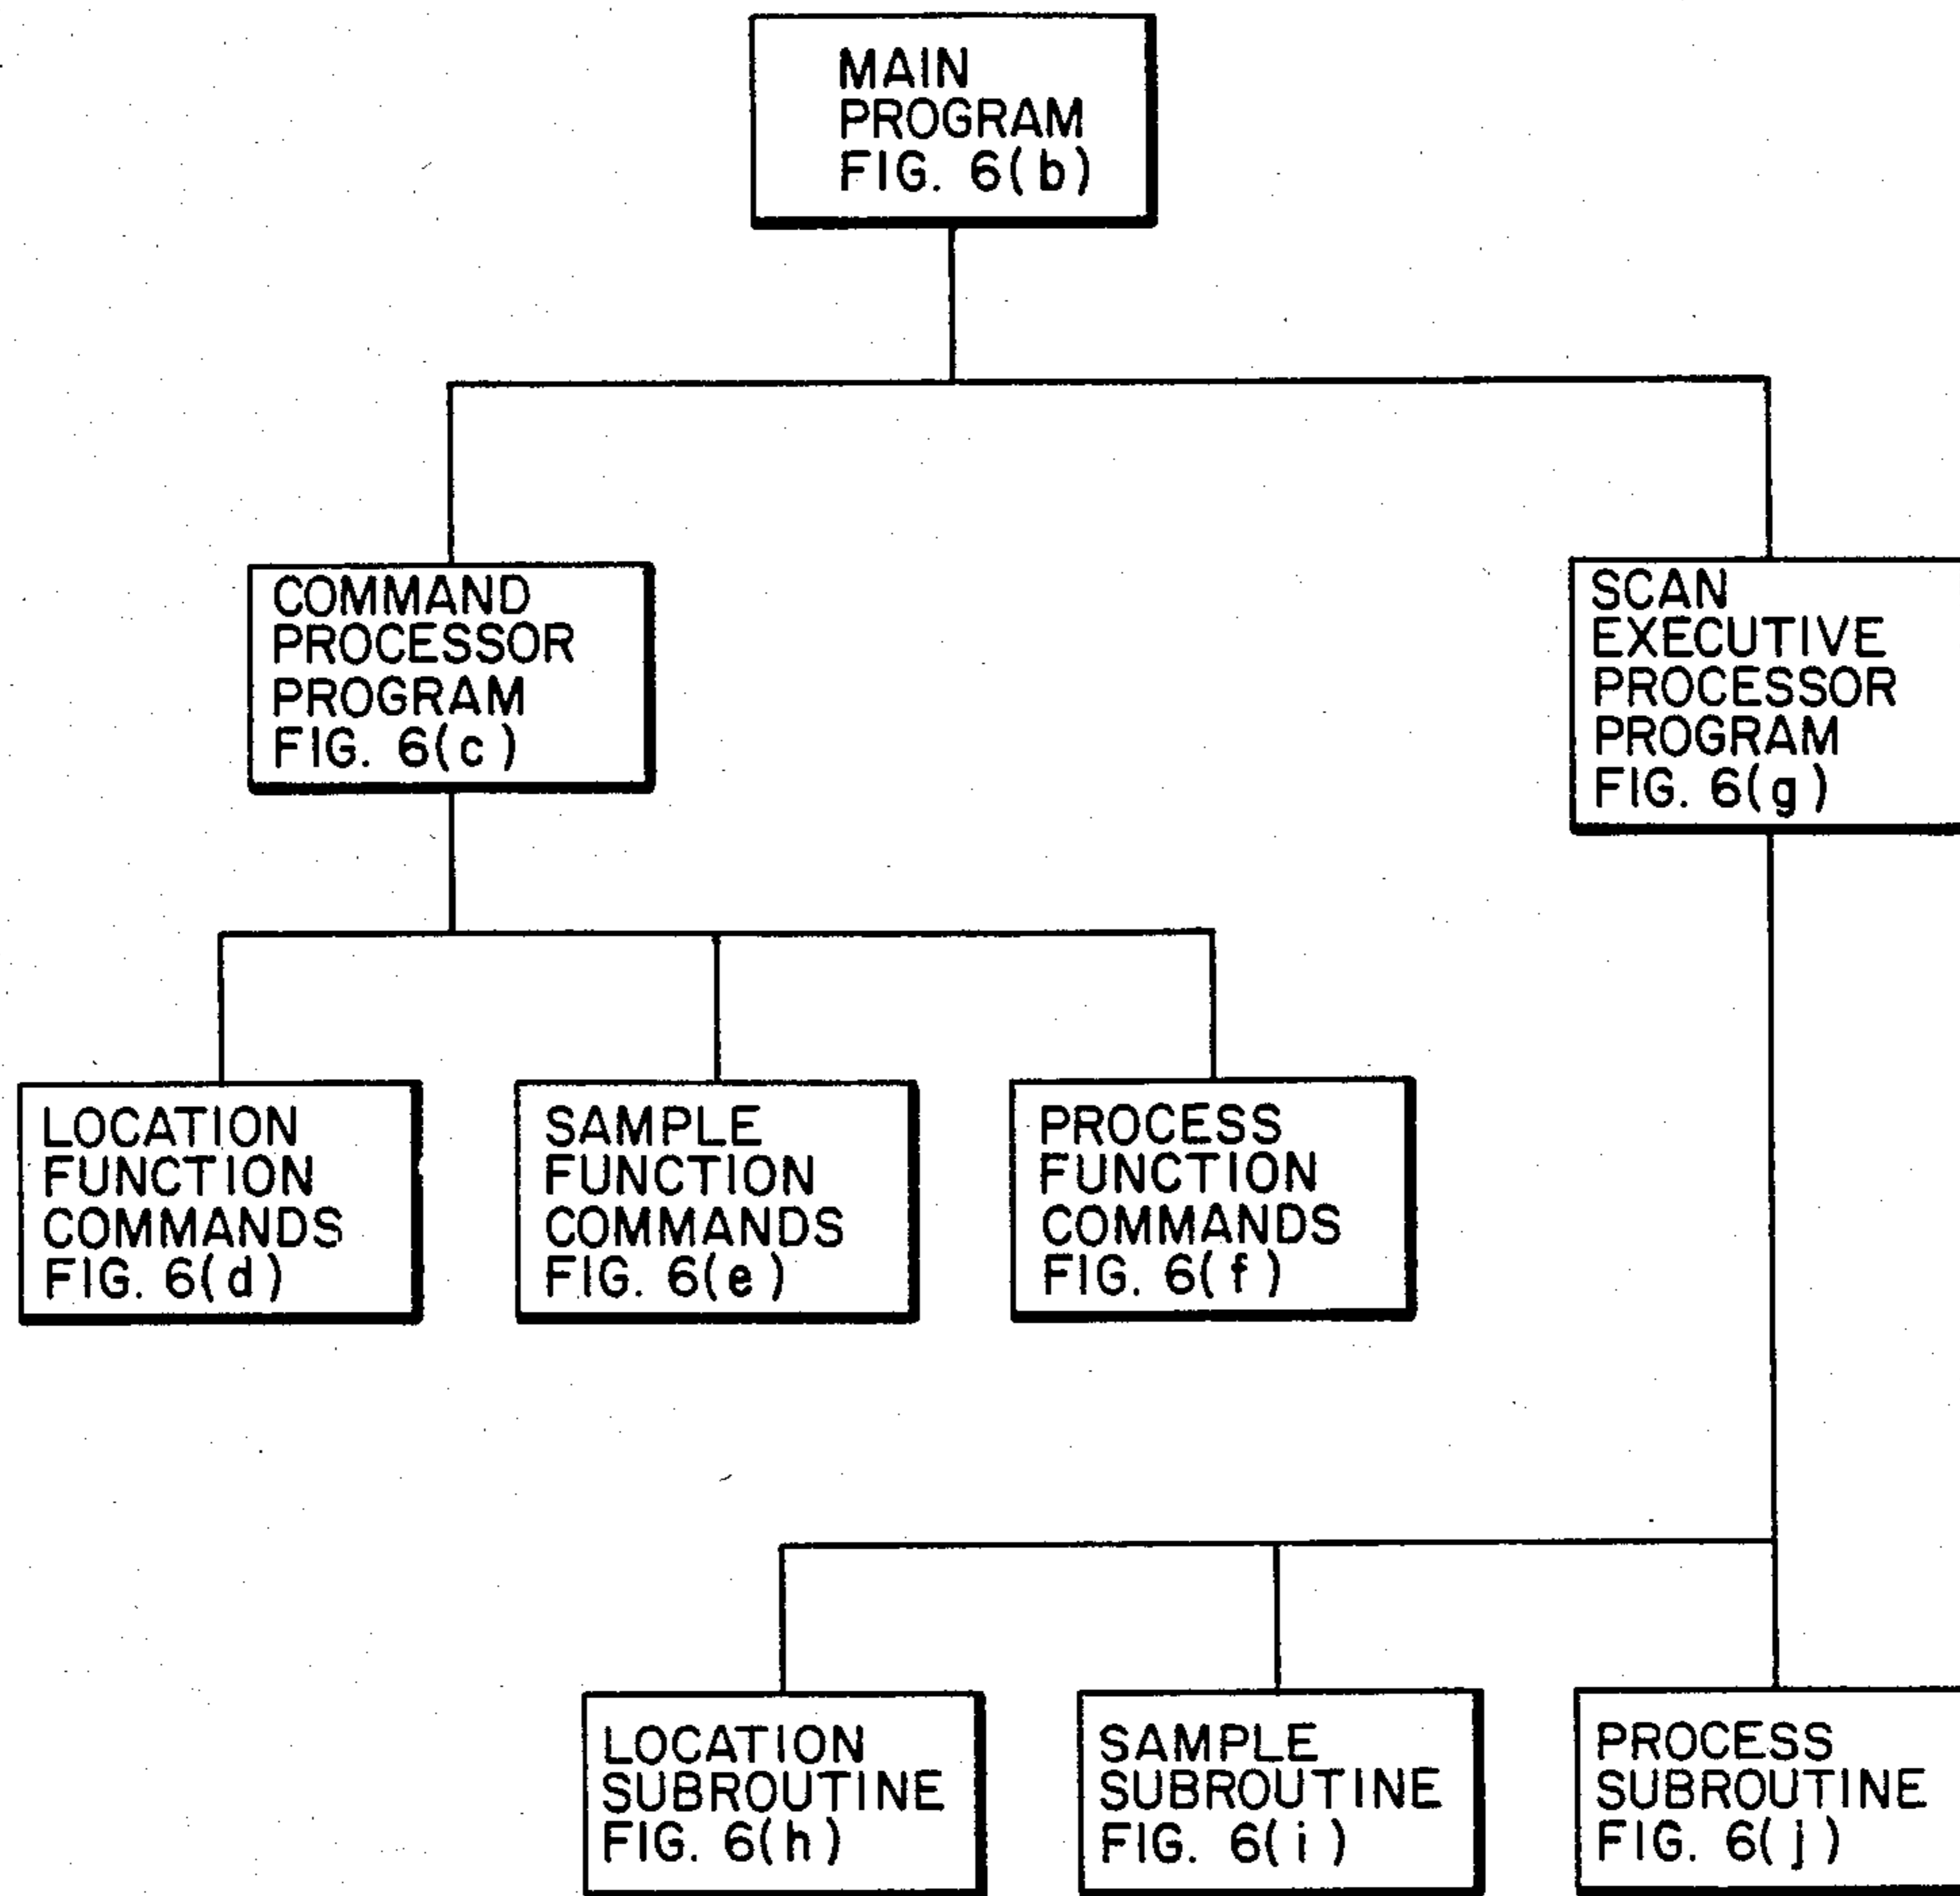 MAIN
PROGRAM
FIG. 6(b)
COMMAND
PROCESSOR
PROGRAM
FIG. 6(c)
SCAN
EXECUTIVE
PROCESSOR
PROGRAM
FIG. 6(g)
LOCATION
FUNCTION
COMMANDS
FIG. 6(d)
SAMPLE
FUNCTION
COMMANDS
FIG. 6(e)
PROCESS
FUNCTION
COMMANDS
FIG. 6(f)
LOCATION
SUBROUTINE
FIG. 6(h)
SAMPLE
SUBROUTINE
FIG. 6(i)
PROCESS
SUBROUTINE
FIG. 6(j)